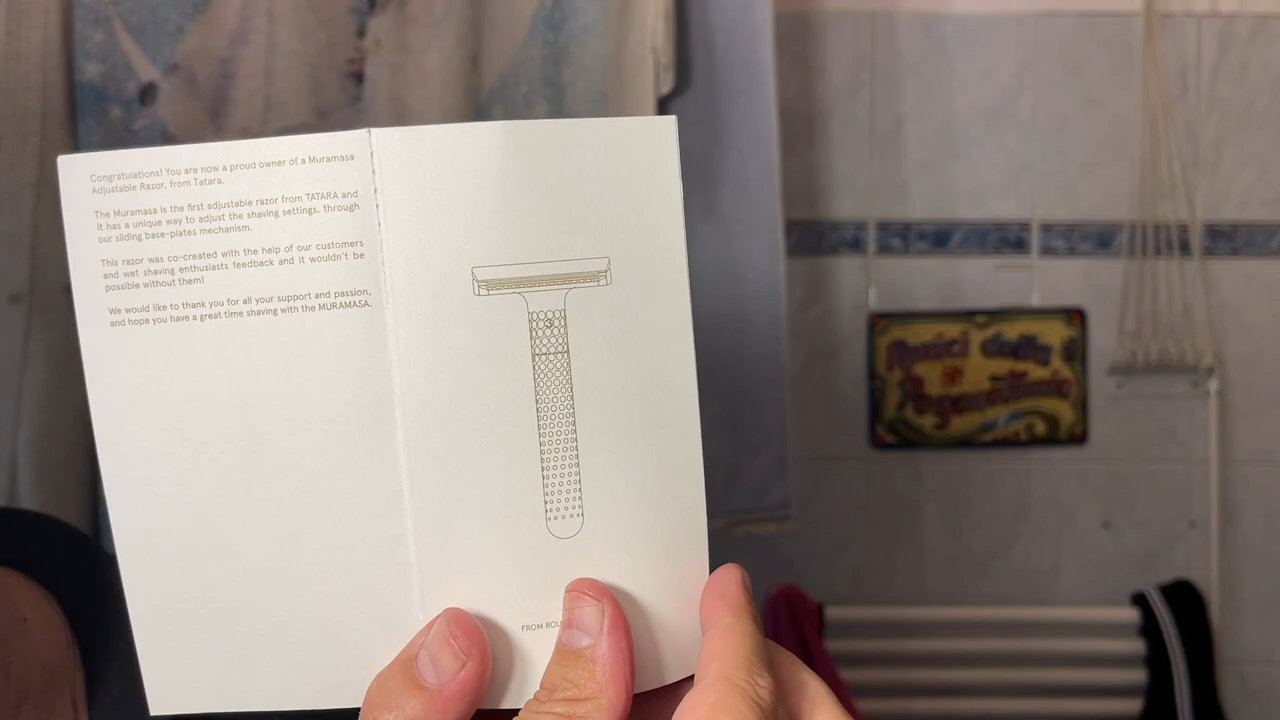 Congratulations! You are now a proud owner of a Muramasa
Adjustable Razor, from Tatara.
The Muramasa is the first adjustable razor from TATARA and
it has a unique way to adjust the shaving settings, through
our sliding base-plates mechanism.
This razor was co-created with the help of our customers
and wet shaving enthusiasts feedback and it wouldn't be
possible without them!
We would like to thank you for all your support and passion,
and hope you have a great time shaving with the MURAMASA.
FROM
Amici della